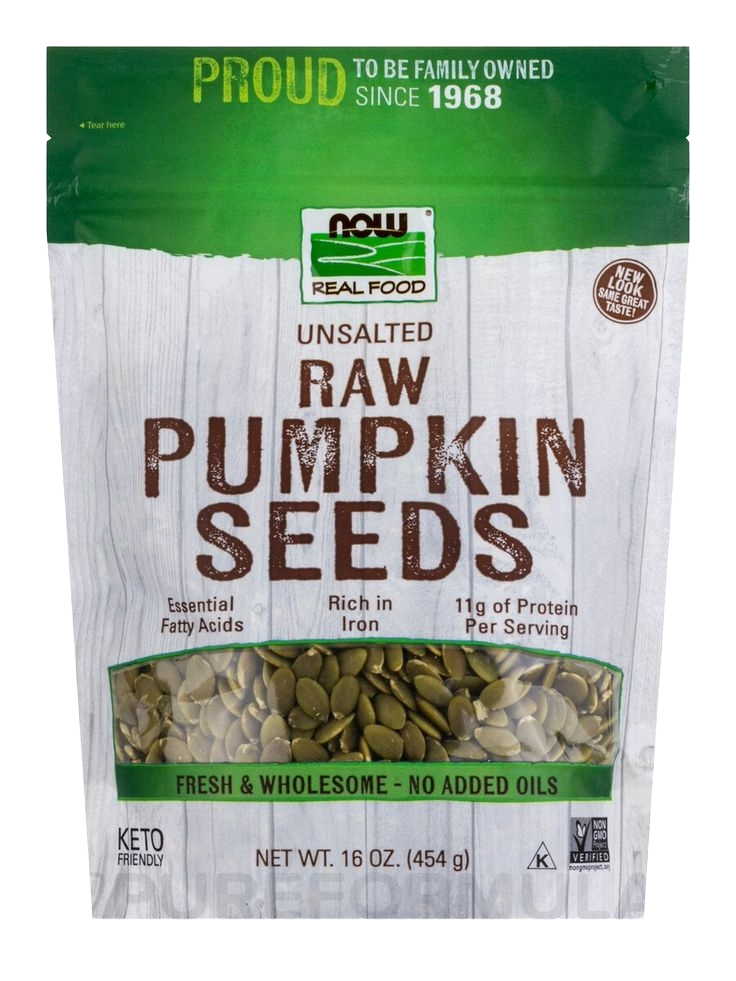 PROUD TO BE FAMILY OWNED
SINCE 1968
◄ Tear here
NOW®
REAL FOOD
NEW
LOOK
SAME GREAT
TASTE!
UNSALTED
RAW
PUMPKIN
SEEDS
Essential
Fatty Acids
Rich in
Iron
11g of Protein
Per Serving
FRESH & WHOLESOME - NO ADDED OILS
KETO
FRIENDLY
NET WT. 16 OZ. (454 g)
K
NON
GMO
Project
VERIFIED
nongmoproject.org
PUREFORMULA